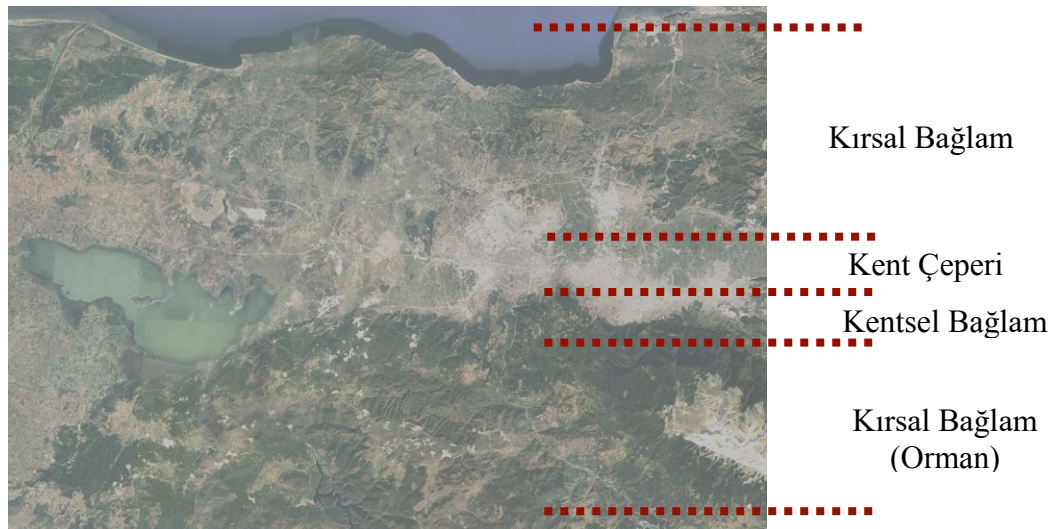 Kırsal Bağlam
Kent Çeperi
Kentsel Bağlam
Kırsal Bağlam
(Orman)